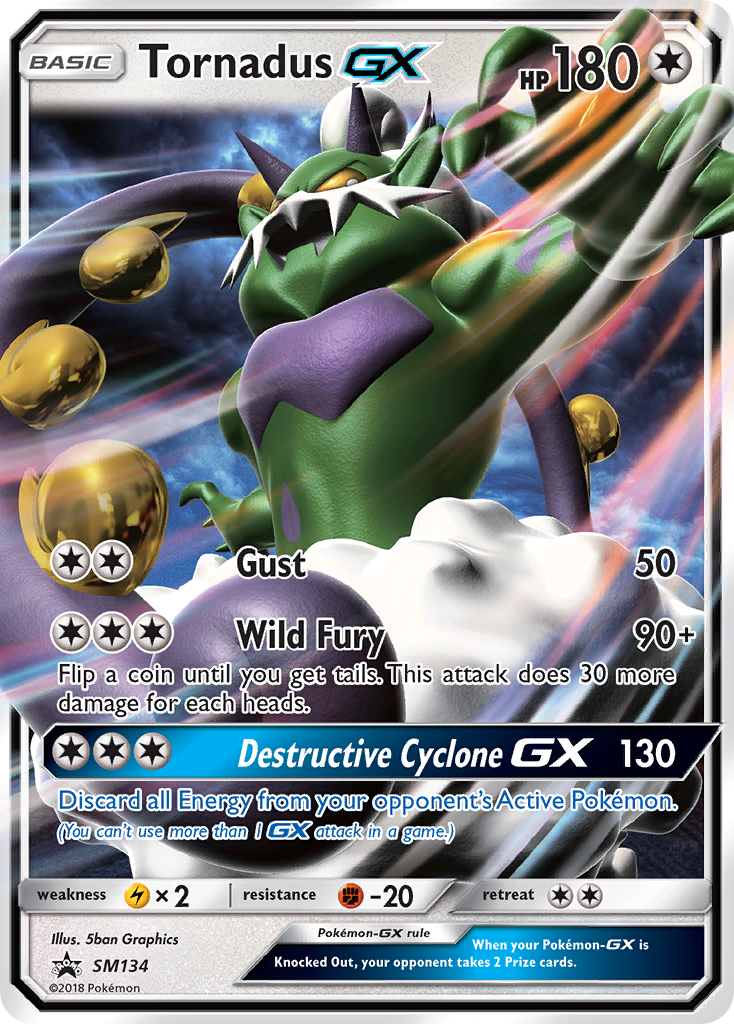 BASIC Tornadus GX HP 180
Gust 50
Wild Fury 90+
Flip a coin until you get tails. This attack does 30 more
damage for each heads.
Destructive Cyclone GX 130
Discard all Energy from your opponent's Active Pokémon.
(You can't use more than 1 GX attack in a game.)
weakness ×2 resistance -20 retreat
Illus. 5ban Graphics
Pokémon-GX rule
When your Pokémon-GX is
Knocked Out, your opponent takes 2 Prize cards.
PROMO SM134
©2018 Pokémon